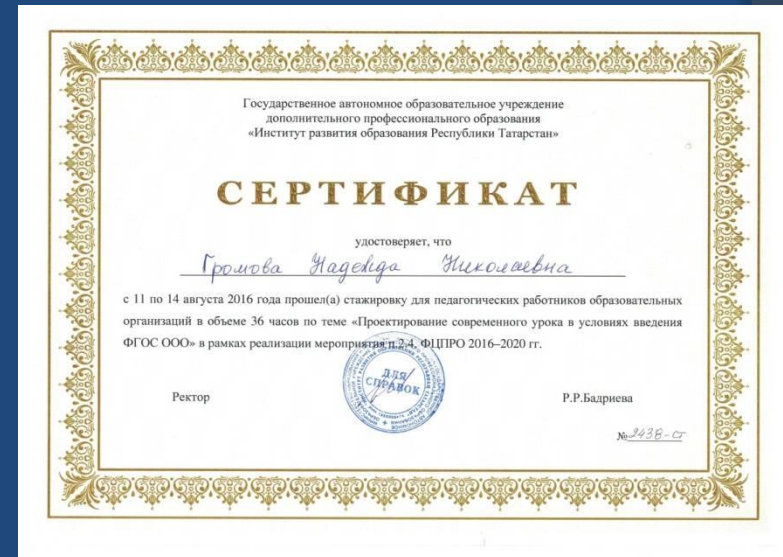 Государственное автономное образовательное учреждение
дополнительного профессионального образования
«Институт развития образования Республики Татарстан»
СЕРТИФИКАТ
удостоверяет, что
Громова Надежда Николаевна
с 11 по 14 августа 2016 года прошел(а) стажировку для педагогических работников образовательных
организаций в объеме 36 часов по теме «Проектирование современного урока в условиях введения
ФГОС ООО» в рамках реализации мероприятия п.2.4. ФЦПРО 2016–2020 гг.
ДЛЯ
СПРАВОК
Ректор Р.Р.Бадриева
№ 2438-СТ